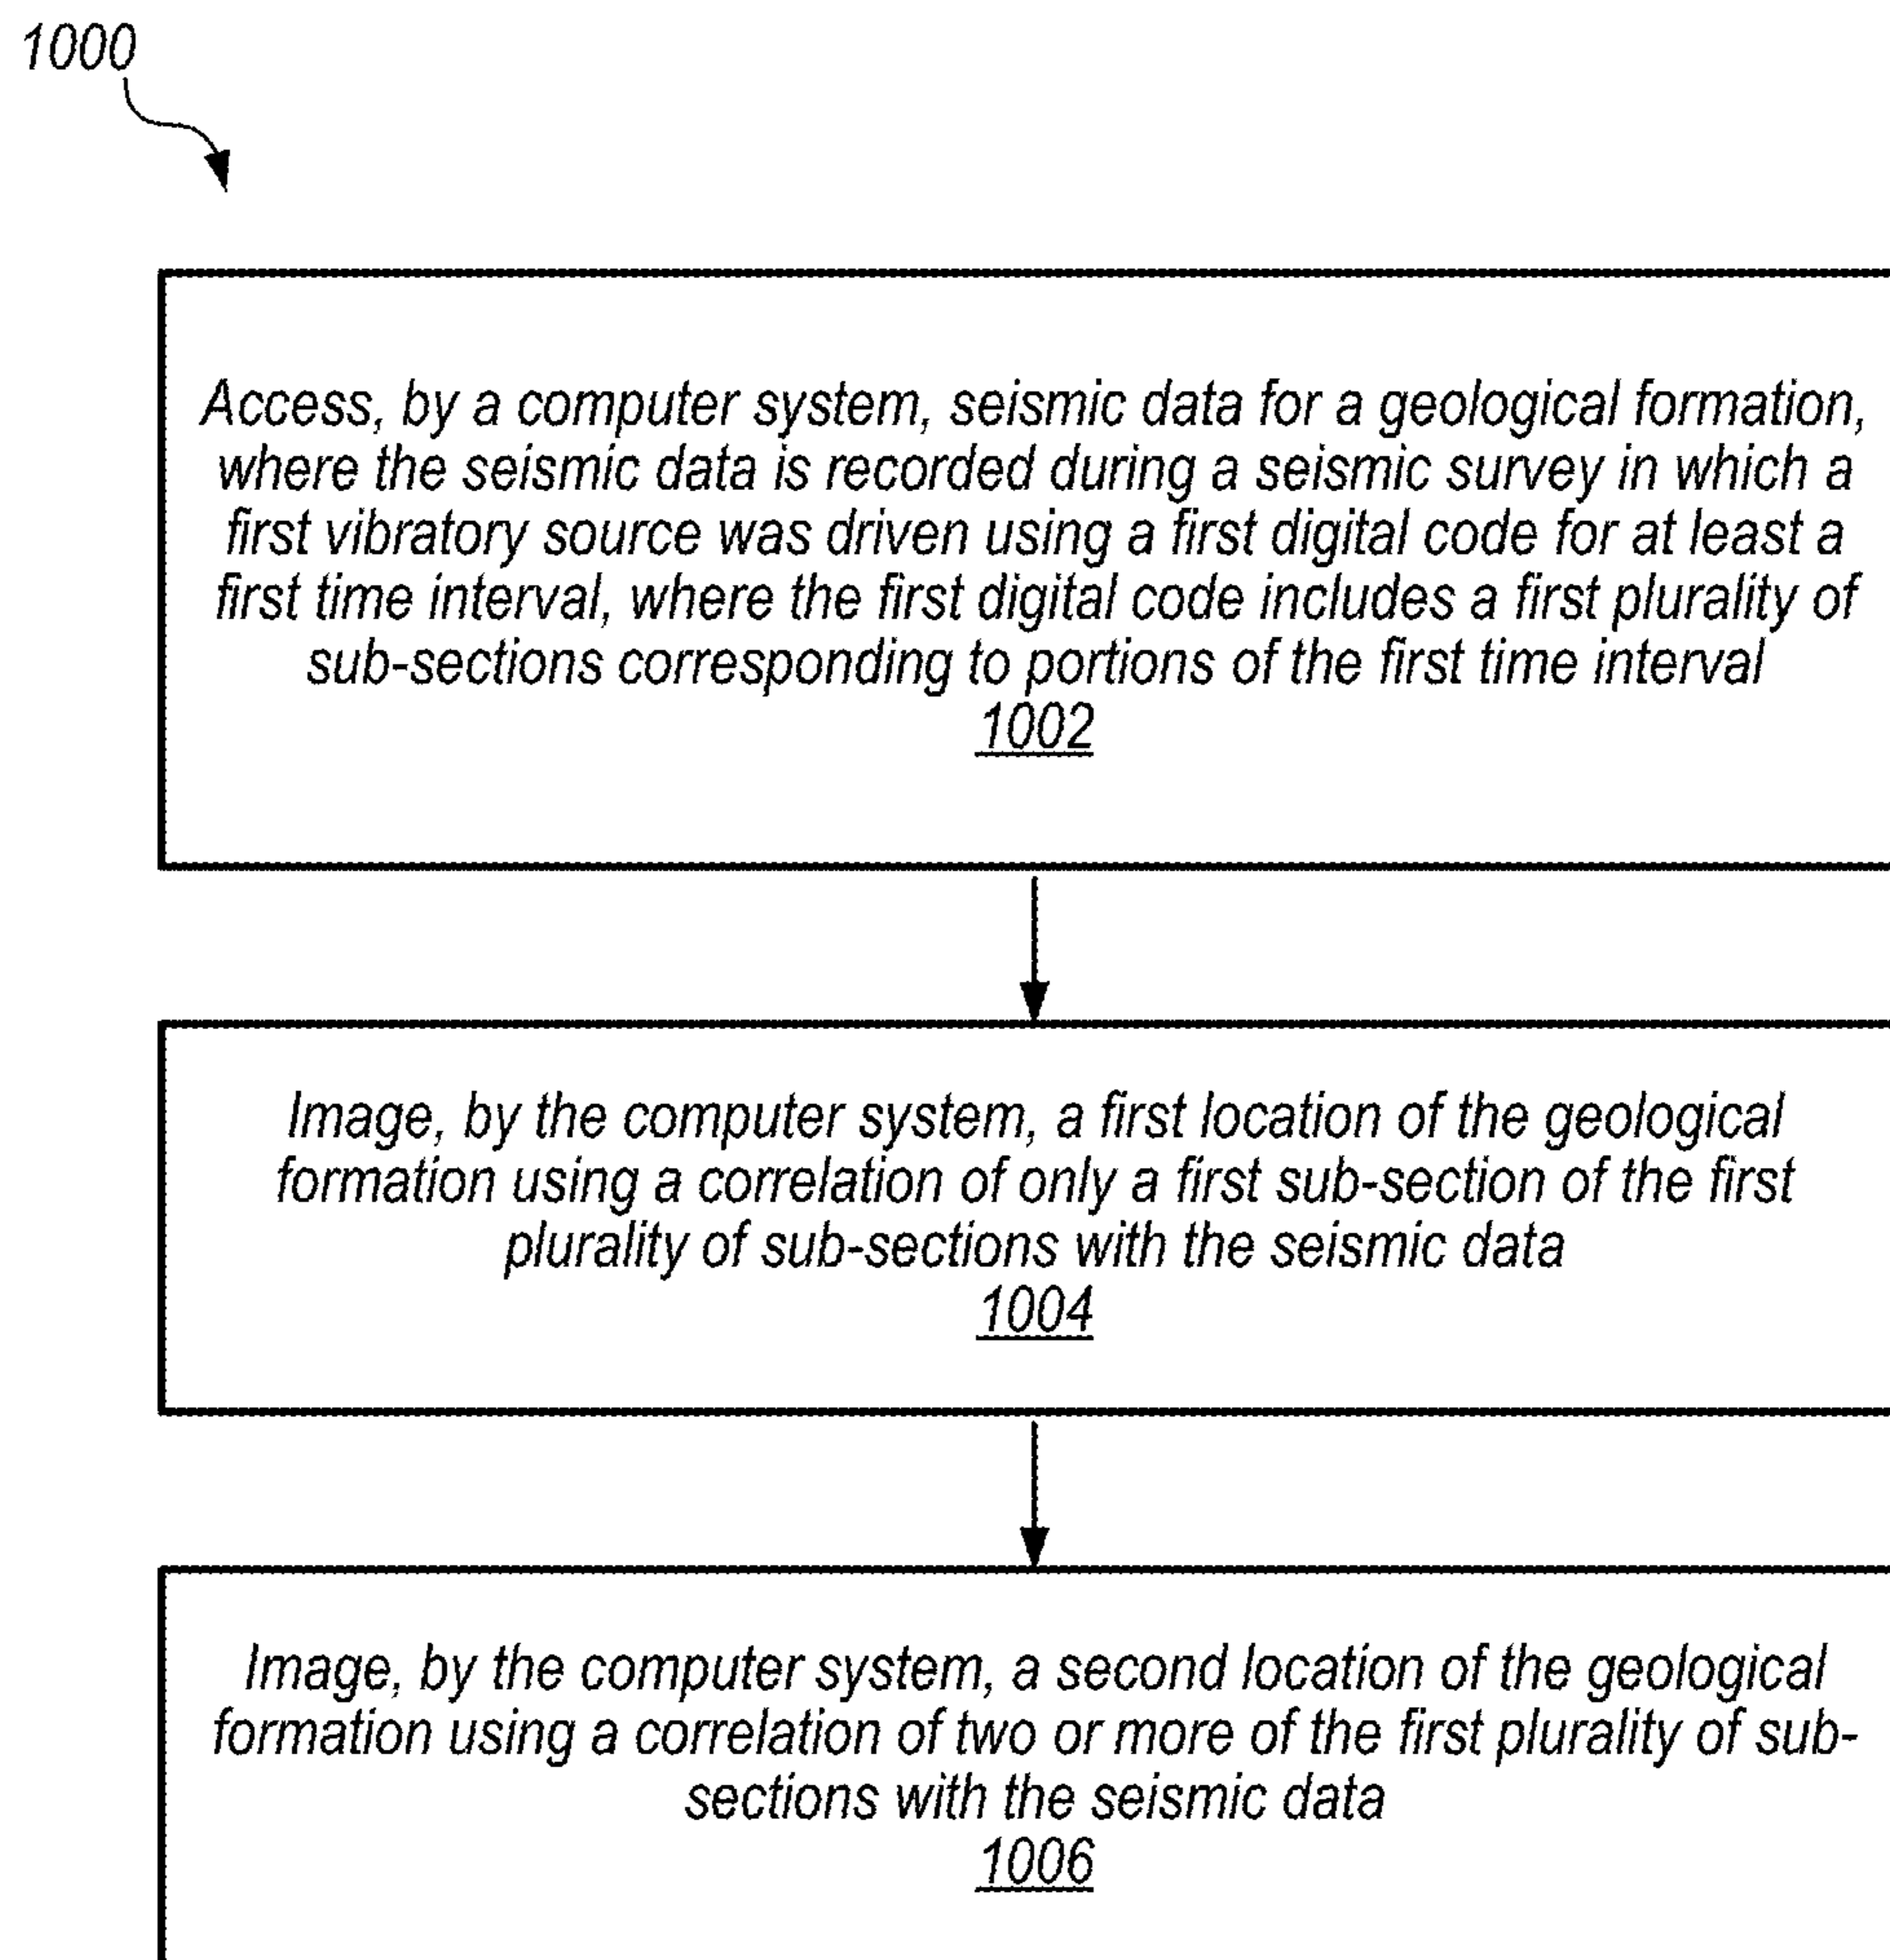 1000
Access, by a computer system, seismic data for a geological formation,
where the seismic data is recorded during a seismic survey in which a
first vibratory source was driven using a first digital code for at least a
first time interval, where the first digital code includes a first plurality of
sub-sections corresponding to portions of the first time interval
1002
Image, by the computer system, a first location of the geological
formation using a correlation of only a first sub-section of the first
plurality of sub-sections with the seismic data
1004
Image, by the computer system, a second location of the geological
formation using a correlation of two or more of the first plurality of sub-
sections with the seismic data
1006